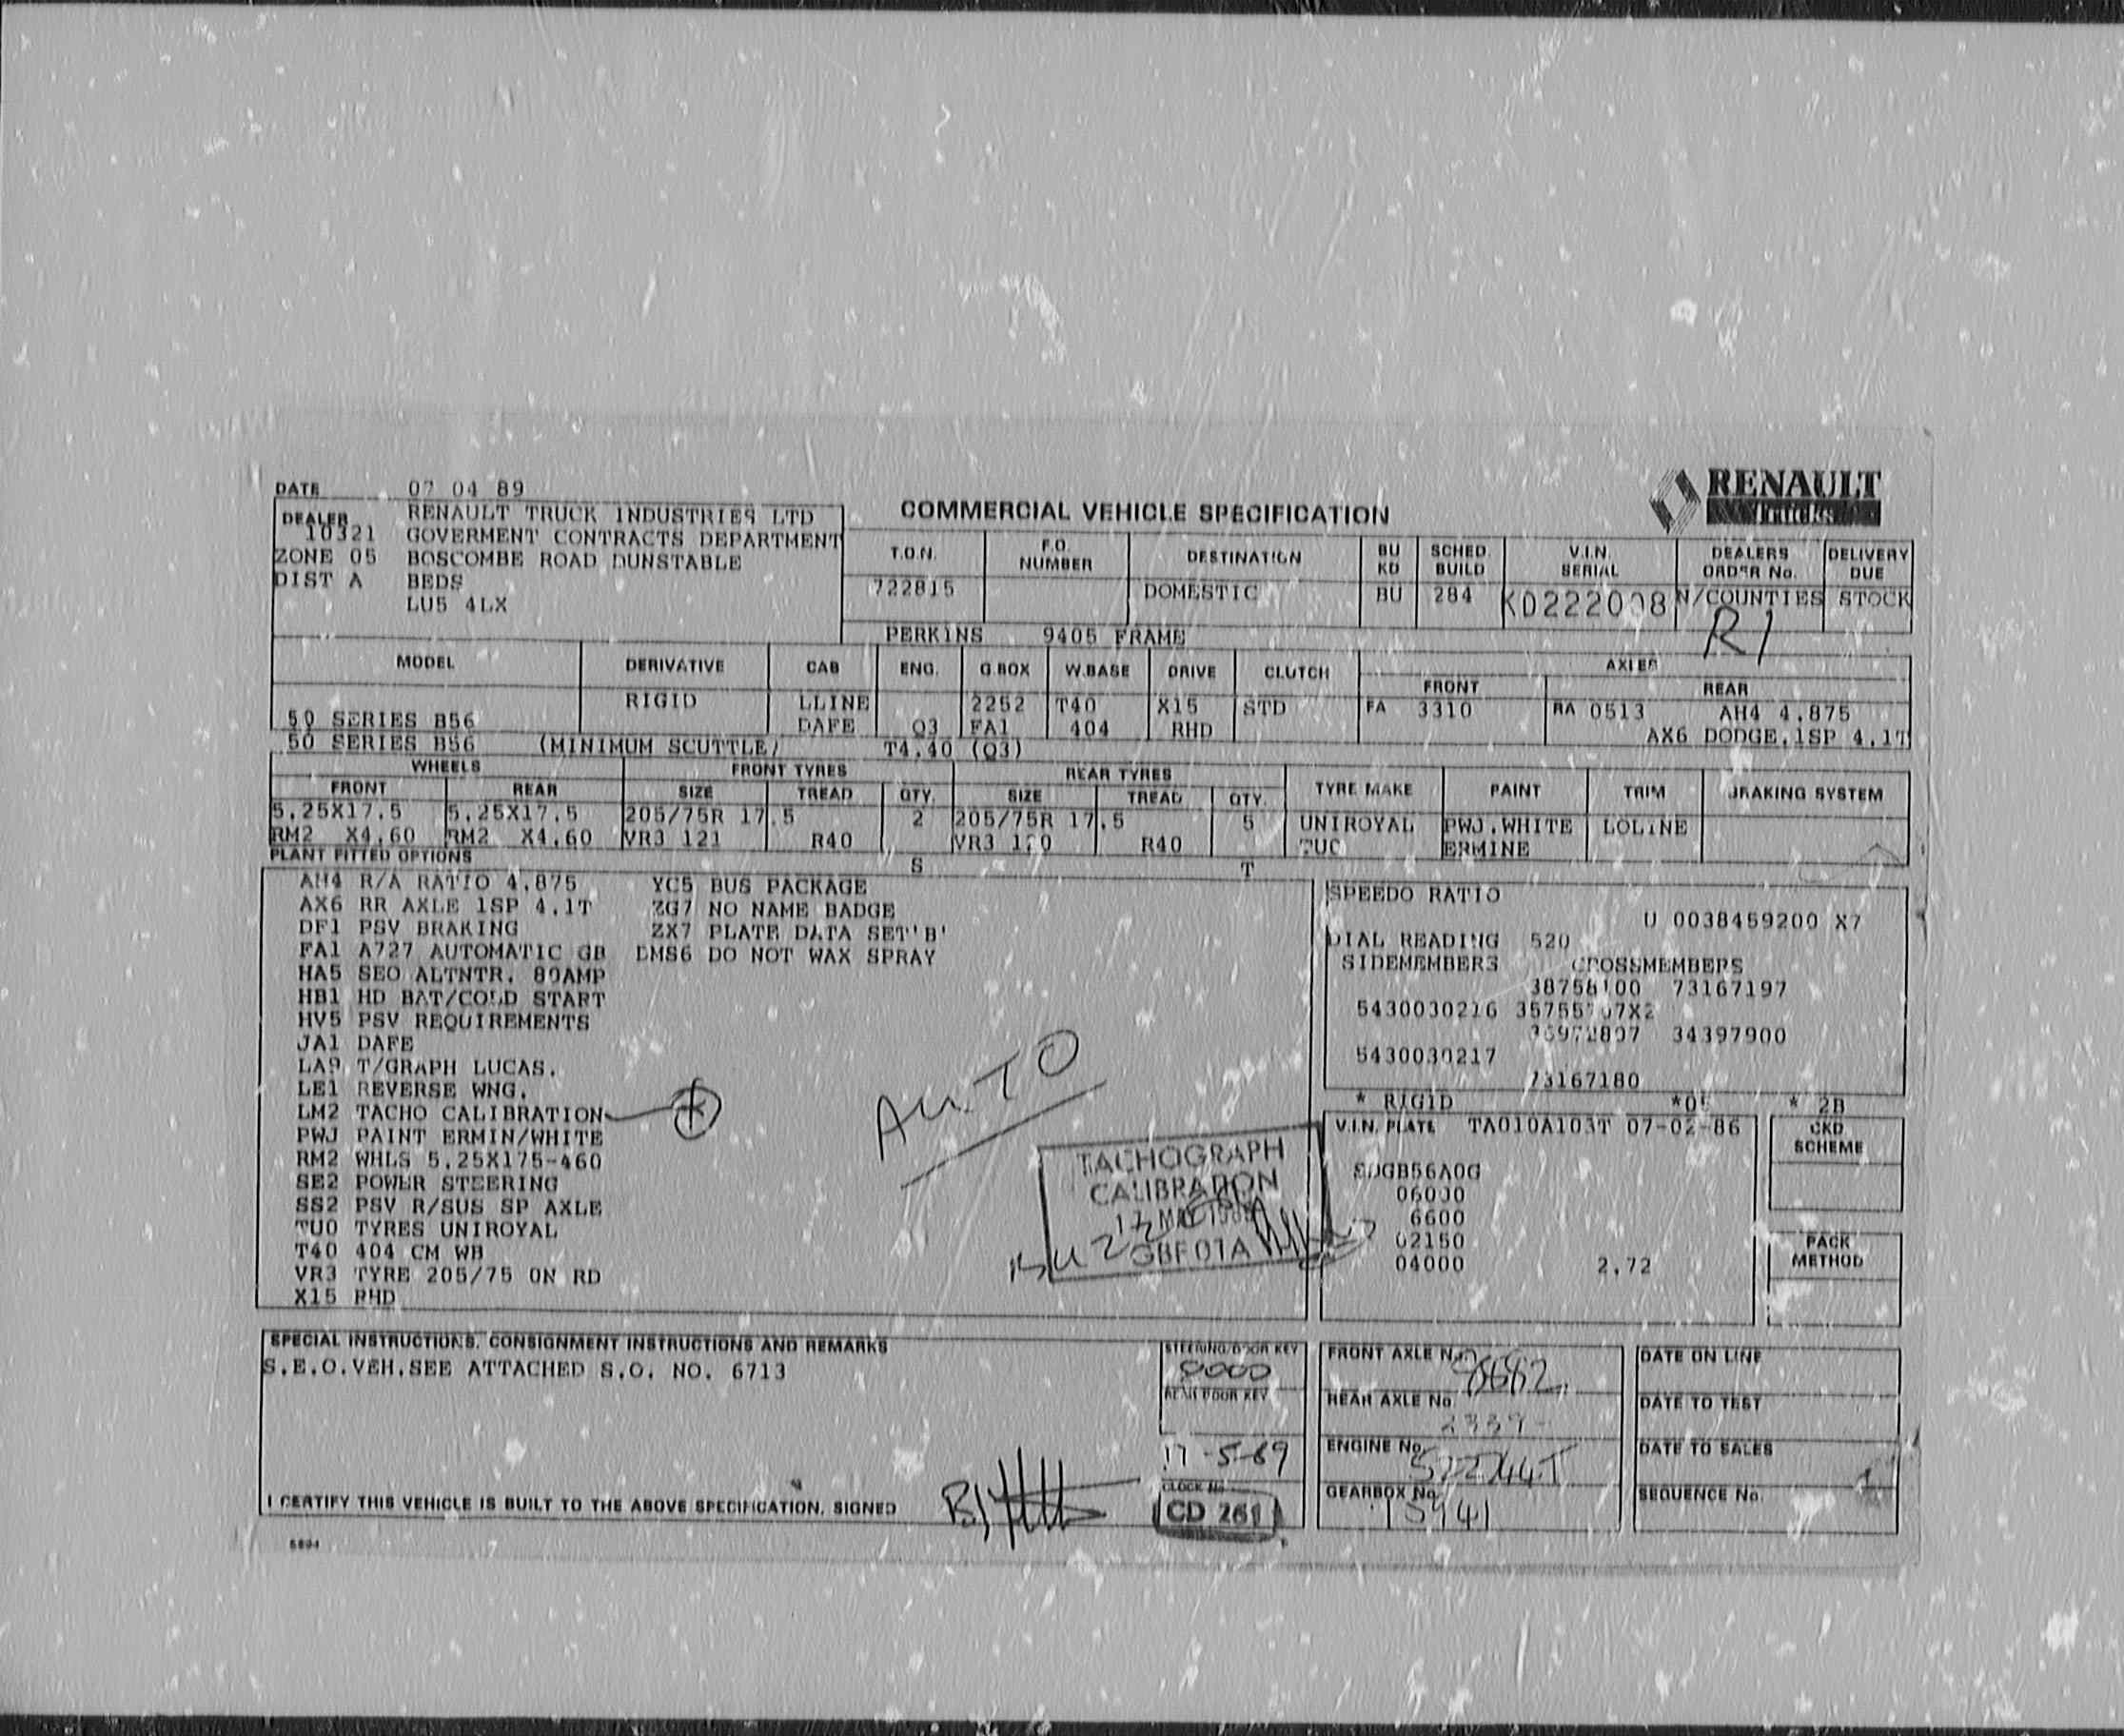 DATE 07 04 89
RENAULT
TRUCKS
COMMERCIAL VEHICLE SPECIFICATION
DEALER RENAULT TRUCK INDUSTRIES LTD
10321 GOVERMENT CONTRACTS DEPARTMENT
ZONE 05 BOSCOMBE ROAD DUNSTABLE
DIST A BEDS
LU5 4LX
T.O.N. F.O. NUMBER DESTINATION BU KD SCHED BUILD V.I.N. SERIAL DEALERS ORDER No. DELIVERY DUE
722815 DOMESTIC BU 284 KD222008 N/COUNTIES STOCK
R1
PERKINS 9405 FRAME
MODEL DERIVATIVE CAB ENG. G.BOX W.BASE DRIVE CLUTCH AXLES
FRONT REAR
RIGID LLINE 2252 T40 X15 STD FA 3310 RA 0513 AH4 4.875
50 SERIES B56 DAFE Q3 FA1 404 RHD AX6 DODGE.1SP 4.1T
50 SERIES B56 (MINIMUM SCUTTLE/ T4.40 (Q3)
WHEELS FRONT TYRES REAR TYRES TYRE MAKE PAINT TRIM BRAKING SYSTEM
FRONT REAR SIZE TREAD QTY. SIZE TREAD QTY.
5.25X17.5 5.25X17.5 205/75R 17.5 2 205/75R 17.5 5 UNIROYAL PWJ.WHITE LOLINE
RM2 X4.60 RM2 X4.60 VR3 121 R40 VR3 R40 ERMINE
PLANT FITTED OPTIONS S T
AH4 R/A RATIO 4.875 YC5 BUS PACKAGE
AX6 RR AXLE 1SP 4.1T ZG7 NO NAME BADGE
DF1 PSV BRAKING ZX7 PLATE DATA SET'B'
FA1 A727 AUTOMATIC GB DMS6 DO NOT WAX SPRAY
HA5 SEO ALTNTR. 80AMP
HB1 HD BAT/COLD START
HV5 PSV REQUIREMENTS
JA1 DAFE
LA9 T/GRAPH LUCAS.
LE1 REVERSE WNG.
LM2 TACHO CALIBRATION
PWJ PAINT ERMIN/WHITE
RM2 WHLS 5.25X175-460
SE2 POWER STEERING
SS2 PSV R/SUS SP AXLE
TU0 TYRES UNIROYAL
T40 404 CM WB
VR3 TYRE 205/75 ON RD
X15 RHD
AUTO
TACHOGRAPH
CALIBRATION
GBF01A
SPEEDO RATIO
U 0038459200 X7
DIAL READING 520
SIDEMEMBERS CROSSMEMBERS
73167197
5430030216
34397900
5430030217
73167180
* RIGID * 2B
V.I.N. PLATE TA010A103T 07-02-86
CKD SCHEME
SDGB56A0G
06000
6600
02150
04000 2.72
PACK METHOD
SPECIAL INSTRUCTIONS. CONSIGNMENT INSTRUCTIONS AND REMARKS
S.E.O.VEH.SEE ATTACHED S.O. NO. 6713
STEERING/DOOR KEY
REAR DOOR KEY
17-5-89
CLOCK No.
CD 261
FRONT AXLE No.
REAR AXLE No.
ENGINE No.
GEARBOX No.
DATE ON LINE
DATE TO TEST
DATE TO SALES
SEQUENCE No.
I CERTIFY THIS VEHICLE IS BUILT TO THE ABOVE SPECIFICATION. SIGNED